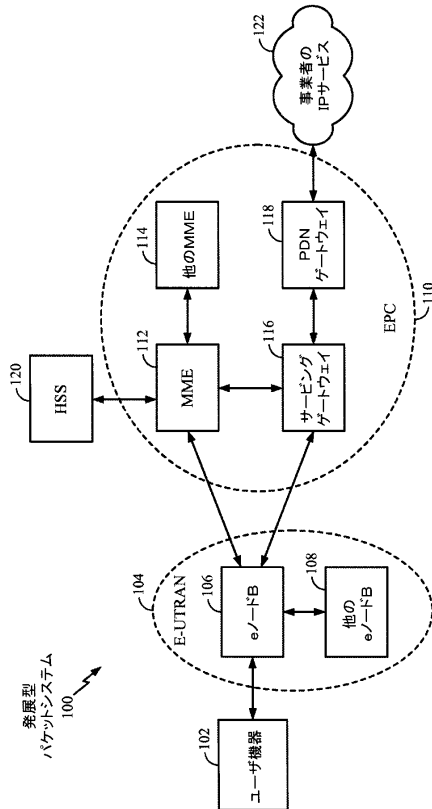 発展型
パケットシステム
100
102
ユーザ機器
104
E-UTRAN
106
eノードB
108
他の
eノードB
120
HSS
112
MME
114
他のMME
116
サービング
ゲートウェイ
118
PDN
ゲートウェイ
EPC
110
122
事業者の
IPサービス